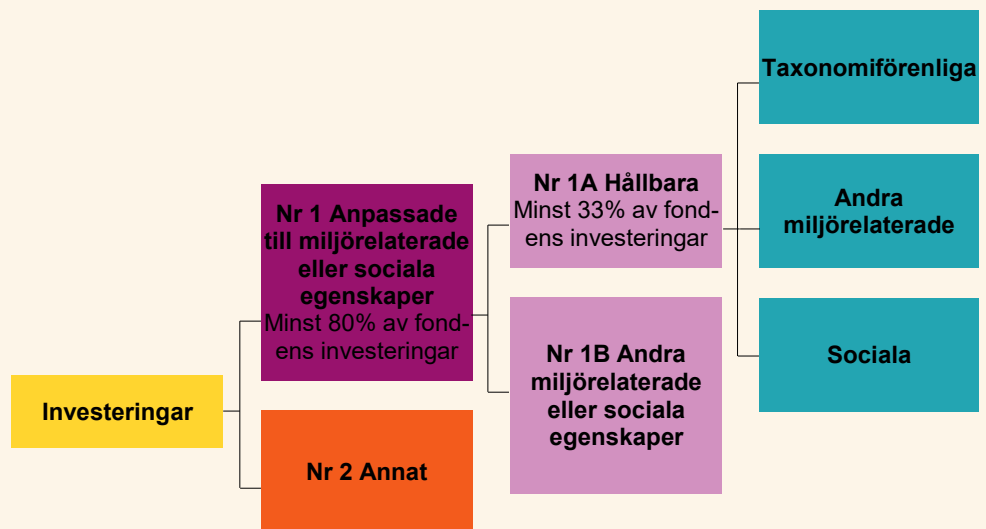 Investeringar
Nr 1 Anpassade
till miljörelaterade
eller sociala
egenskaper
Minst 80% av fond-
ens investeringar
Nr 2 Annat
Nr 1A Hållbara
Minst 33% av fond-
ens investeringar
Nr 1B Andra
miljörelaterade
eller sociala
egenskaper
Taxonomiförenliga
Andra
miljörelaterade
Sociala